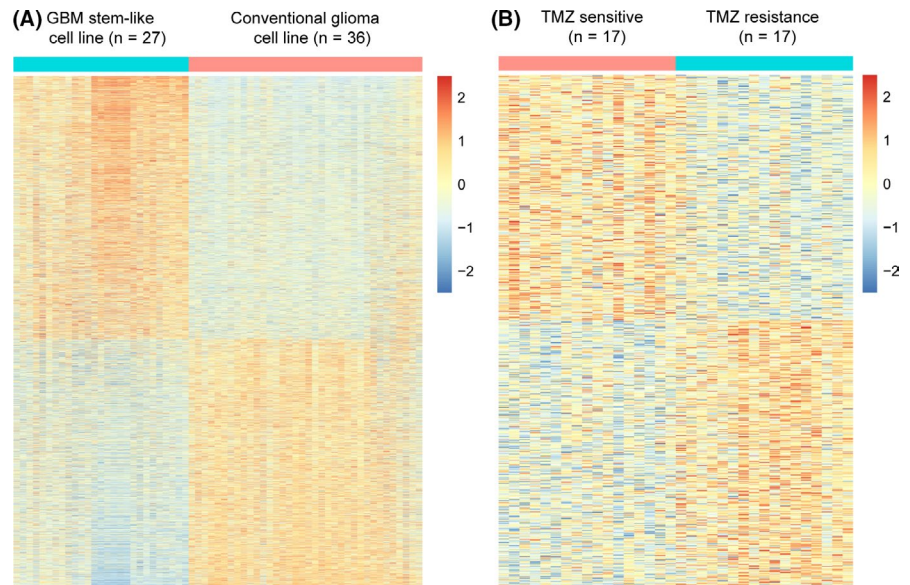 (A)
GBM stem-like
cell line (n = 27)
Conventional glioma
cell line (n = 36)
2
1
0
−1
−2
(B)
TMZ sensitive
(n = 17)
TMZ resistance
(n = 17)
2
1
0
−1
−2